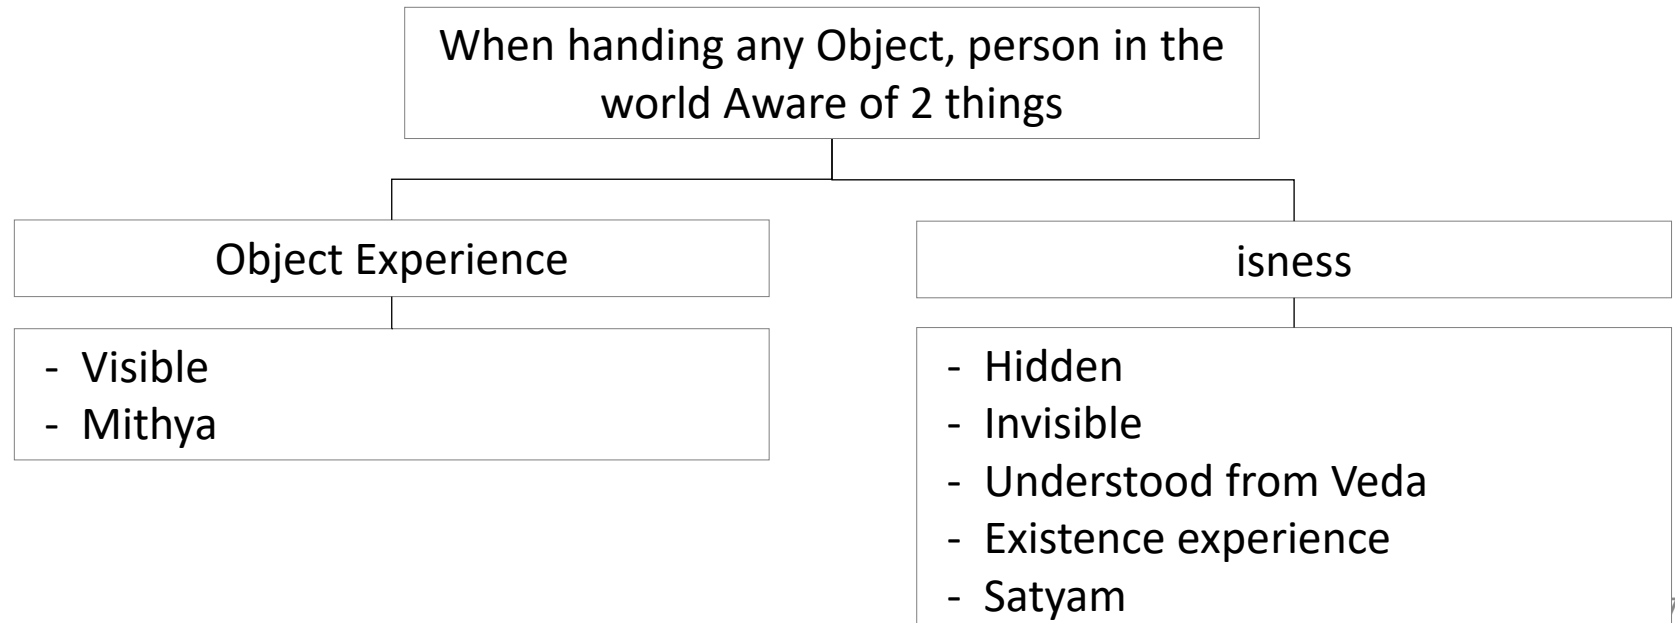 When handing any Object, person in the
world Aware of 2 things
Object Experience
isness
- Visible
- Mithya
- Hidden
- Invisible
- Understood from Veda
- Existence experience
- Satyam